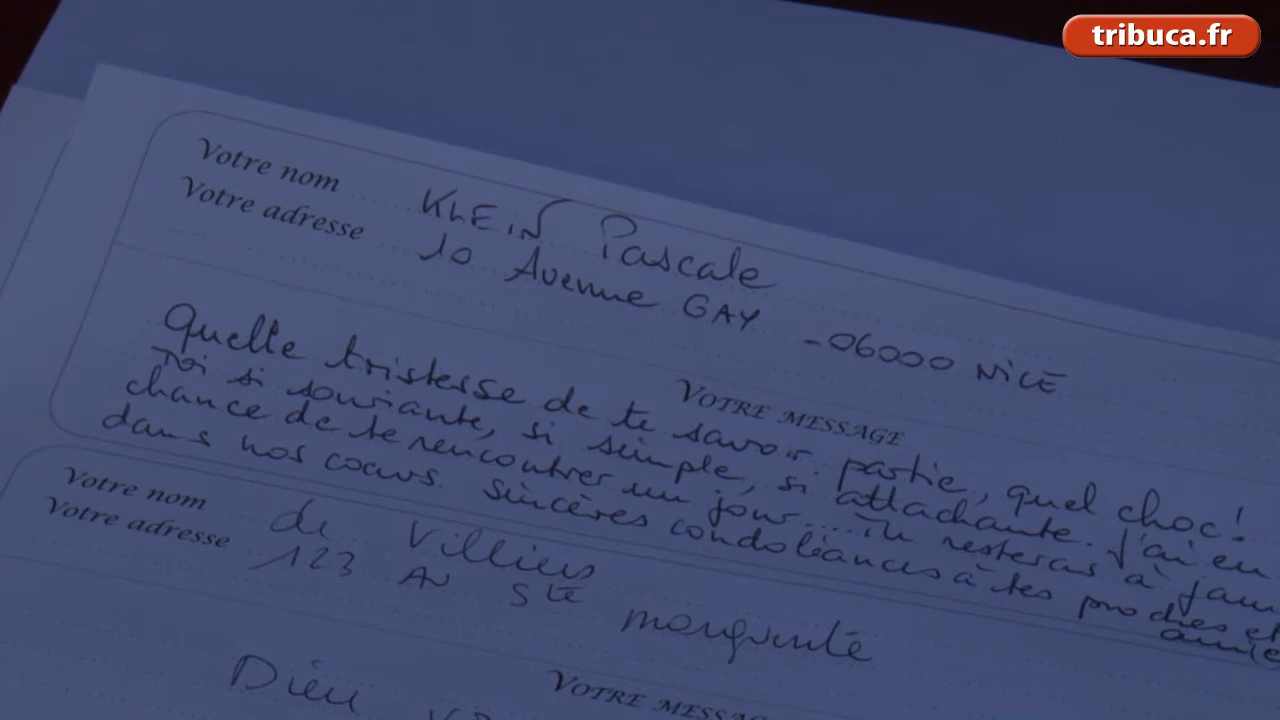 tribuca.fr
Votre nom KLEIN Pascale
Votre adresse 10 Avenue GAY - 06000 NICE
VOTRE MESSAGE
Quelle tristesse de te savoir partie, quel choc!
Toi si souriante, si simple, si attachante. J'ai eu
chance de te rencontrer un jour... Tu resteras à jam
dans nos coeurs. Sincères condoléances à tes proches et
amies
Votre nom de Villiers
Votre adresse 123 Av Ste Marguerite
VOTRE MESSA
Dieu